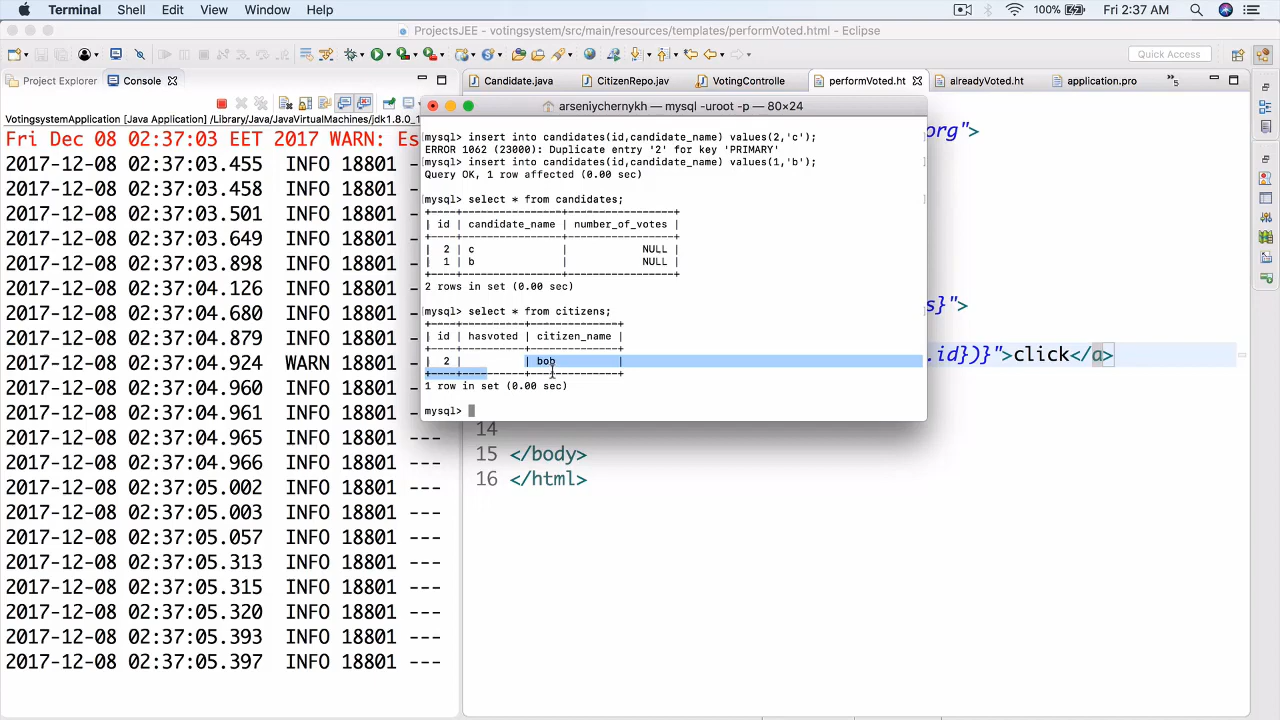 Terminal Shell Edit View Window Help 100% Fri 2:37 AM
ProjectsJEE - votingsystem/src/main/resources/templates/performVoted.html - Eclipse
Quick Access
Project Explorer Console
Candidate.java CitizenRepo.jav VotingControlle performVoted.ht alreadyVoted.ht application.pro 5
VotingsystemApplication [Java Application] /Library/Java/JavaVirtualMachines/jdk1.8.0_1
Fri Dec 08 02:37:03 EET 2017 WARN: Es
2017-12-08 02:37:03.455 INFO 18801
2017-12-08 02:37:03.458 INFO 18801
2017-12-08 02:37:03.501 INFO 18801
2017-12-08 02:37:03.649 INFO 18801
2017-12-08 02:37:03.898 INFO 18801
2017-12-08 02:37:04.126 INFO 18801
2017-12-08 02:37:04.680 INFO 18801
2017-12-08 02:37:04.879 INFO 18801
2017-12-08 02:37:04.924 WARN 18801
2017-12-08 02:37:04.960 INFO 18801
2017-12-08 02:37:04.961 INFO 18801
2017-12-08 02:37:04.965 INFO 18801 ---
2017-12-08 02:37:04.966 INFO 18801 ---
2017-12-08 02:37:05.002 INFO 18801 ---
2017-12-08 02:37:05.003 INFO 18801 ---
2017-12-08 02:37:05.057 INFO 18801 ---
2017-12-08 02:37:05.313 INFO 18801 ---
2017-12-08 02:37:05.315 INFO 18801 ---
2017-12-08 02:37:05.320 INFO 18801 ---
2017-12-08 02:37:05.393 INFO 18801 ---
2017-12-08 02:37:05.397 INFO 18801 ---
arseniychernykh — mysql -uroot -p — 80×24
mysql> insert into candidates(id,candidate_name) values(2,'c');
ERROR 1062 (23000): Duplicate entry '2' for key 'PRIMARY'
[mysql> insert into candidates(id,candidate_name) values(1,'b'); ]
Query OK, 1 row affected (0.00 sec)
[mysql> select * from candidates; ]
+----+----------------+-----------------+
| id | candidate_name | number_of_votes |
+----+----------------+-----------------+
| 2 | c | NULL |
| 1 | b | NULL |
+----+----------------+-----------------+
2 rows in set (0.00 sec)
[mysql> select * from citizens; ]
+----+----------+--------------+
| id | hasvoted | citizen_name |
+----+----------+--------------+
| 2 | | bob |
+----+----------+--------------+
1 row in set (0.00 sec)
mysql>
org">
s}">
.id})}">click</a>
14
15 </body>
16 </html>